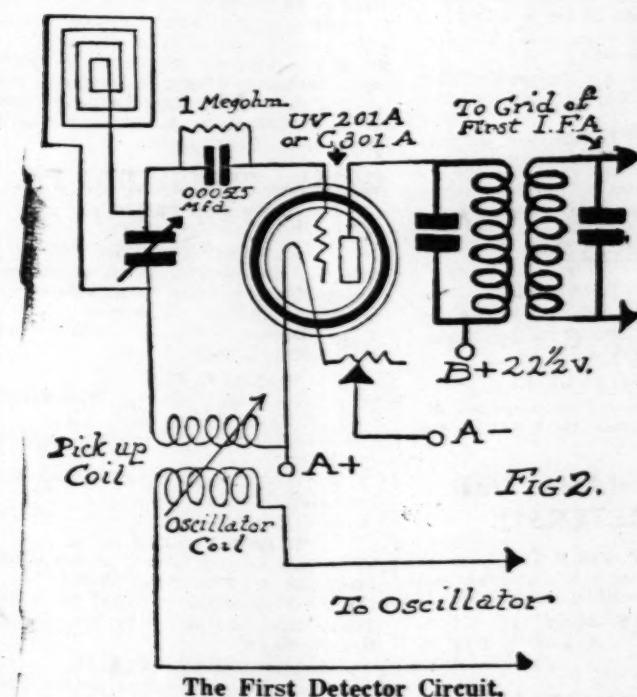 1 Megohm
.000525
Mfd
UV 201A
or C301A
To Grid of
First I.F.A
B+ 22½v.
A-
Pick up
Coil
A+
FIG 2.
Oscillator
Coil
To Oscillator
The First Detector Circuit.